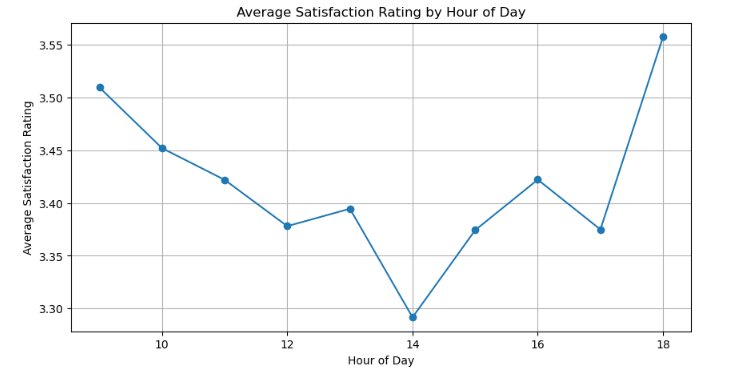 Average Satisfaction Rating by Hour of Day
3.55
3.50
3.45
3.40
3.35
3.30
Average Satisfaction Rating
10 12 14 16 18
Hour of Day